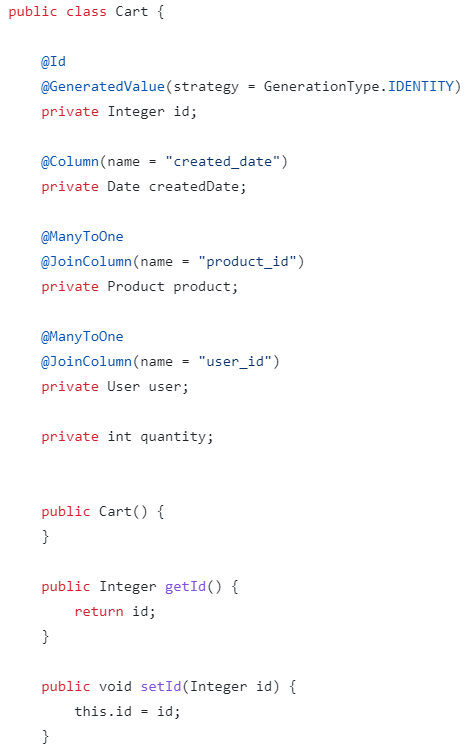 public class Cart {
@Id
@GeneratedValue(strategy = GenerationType.IDENTITY)
private Integer id;
@Column(name = "created_date")
private Date createdDate;
@ManyToOne
@JoinColumn(name = "product_id")
private Product product;
@ManyToOne
@JoinColumn(name = "user_id")
private User user;
private int quantity;
public Cart() {
}
public Integer getId() {
return id;
}
public void setId(Integer id) {
this.id = id;
}